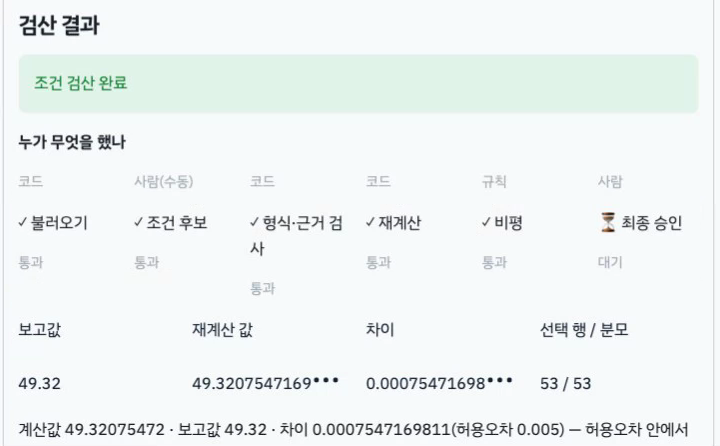 검산 결과
조건 검산 완료
누가 무엇을 했나
코드 사람(수동) 코드 코드 규칙 사람
✓ 불러오기 ✓ 조건 후보 ✓ 형식·근거 검 ✓ 재계산 ✓ 비평 ⏳ 최종 승인
사
통과 통과 통과 통과 대기
통과
보고값 재계산 값 차이 선택 행 / 분모
49.32 49.3207547169••• 0.00075471698••• 53 / 53
계산값 49.32075472 · 보고값 49.32 · 차이 0.0007547169811(허용오차 0.005) — 허용오차 안에서